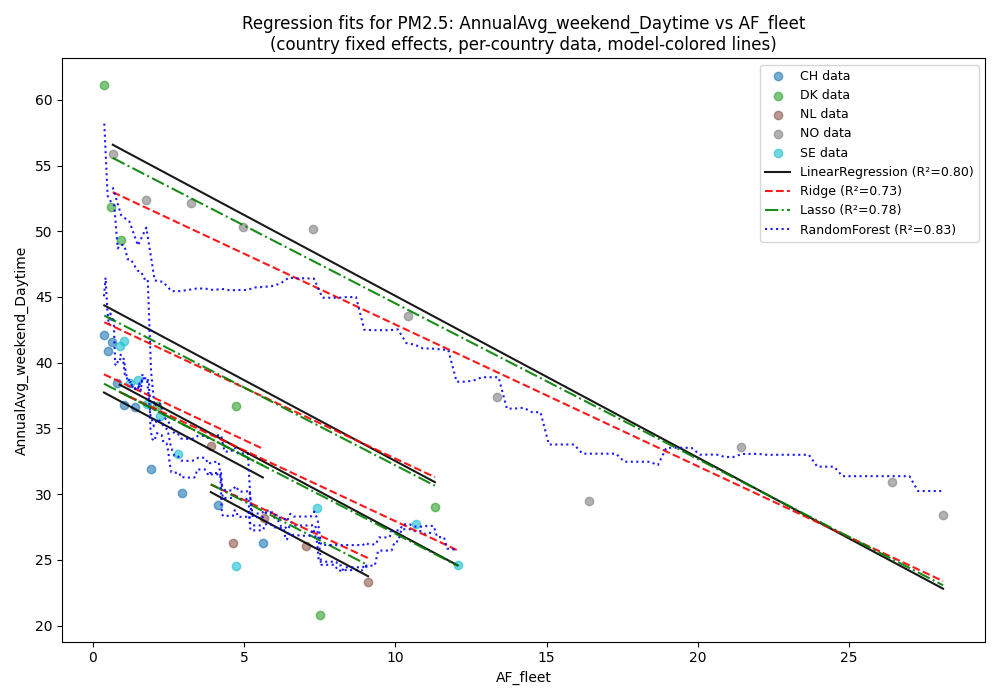 Regression fits for PM2.5: AnnualAvg_weekend_Daytime vs AF_fleet
(country fixed effects, per-country data, model-colored lines)
CH data
DK data
NL data
NO data
SE data
LinearRegression (R²=0.80)
Ridge (R²=0.73)
Lasso (R²=0.78)
RandomForest (R²=0.83)
AnnualAvg_weekend_Daytime
60
55
50
45
40
35
30
25
20
0
5
10
15
20
25
AF_fleet